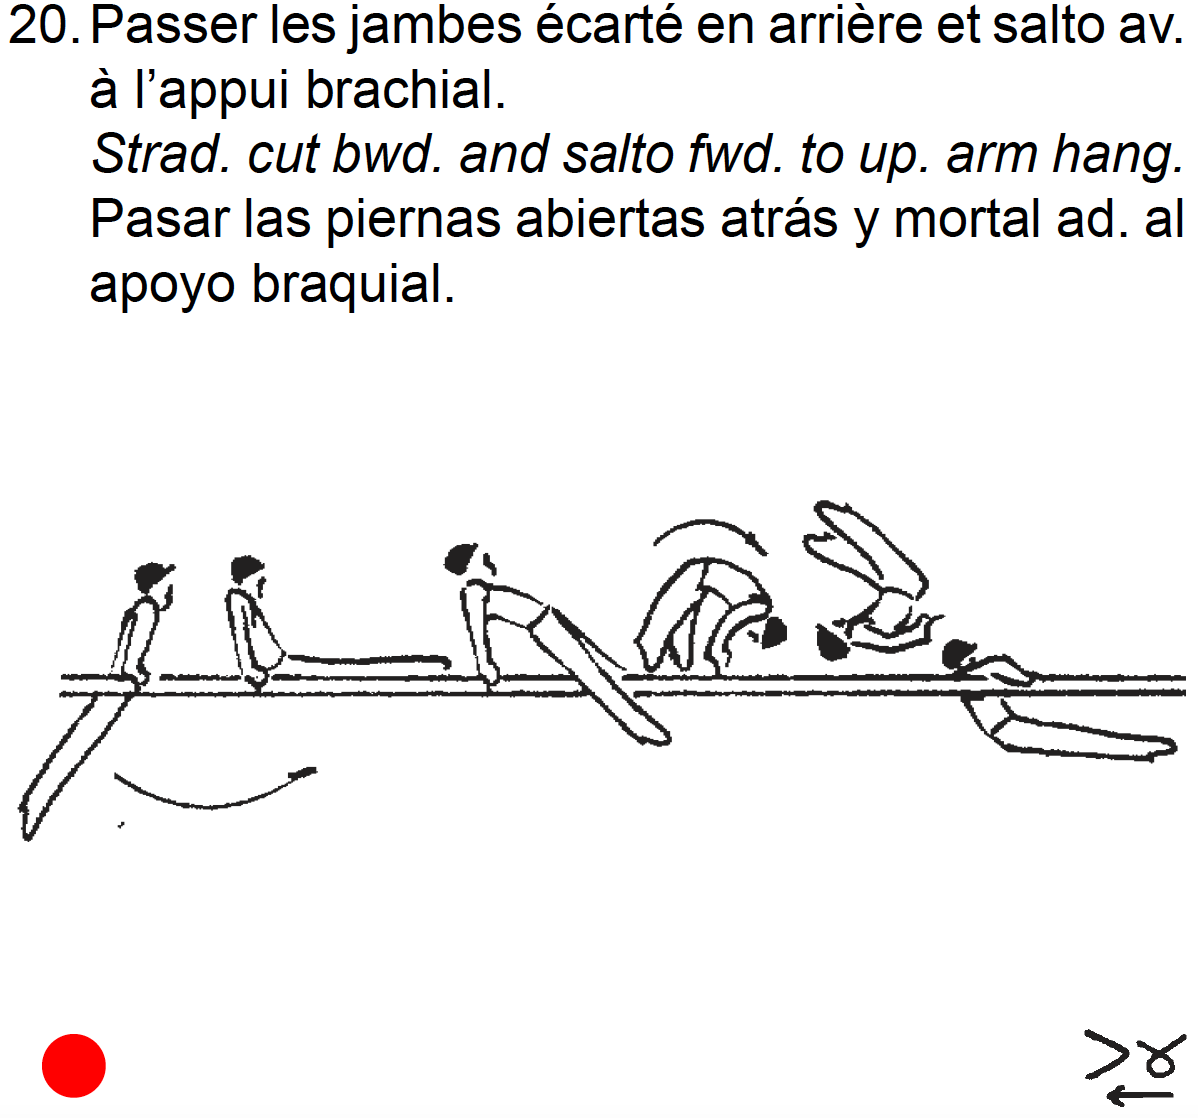 20. Passer les jambes écarté en arrière et salto av.
à l’appui brachial.
Strad. cut bwd. and salto fwd. to up. arm hang.
Pasar las piernas abiertas atrás y mortal ad. al
apoyo braquial.